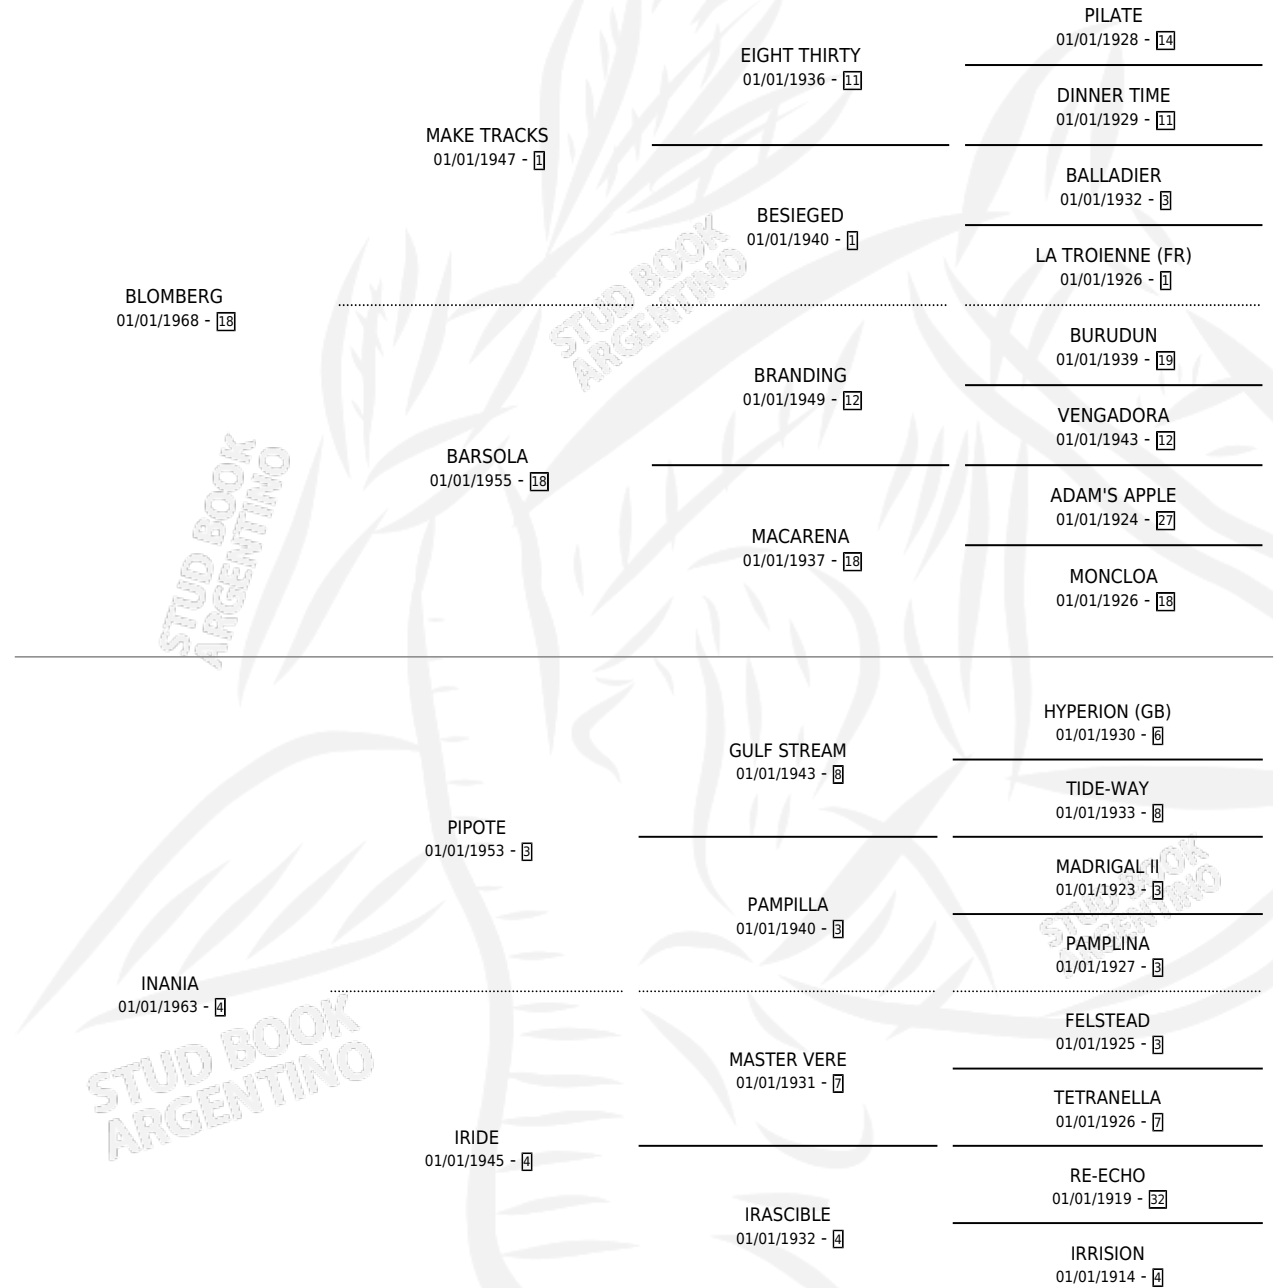 PILATE
01/01/1928 - 14
EIGHT THIRTY
01/01/1936 - 11
DINNER TIME
01/01/1929 - 11
MAKE TRACKS
01/01/1947 - 1
BALLADIER
01/01/1932 - 3
BESIEGED
01/01/1940 - 1
LA TROIENNE (FR)
01/01/1926 - 1
BLOMBERG
01/01/1968 - 18
BURUDUN
01/01/1939 - 19
BRANDING
01/01/1949 - 12
VENGADORA
01/01/1943 - 12
BARSOLA
01/01/1955 - 18
ADAM'S APPLE
01/01/1924 - 27
MACARENA
01/01/1937 - 18
MONCLOA
01/01/1926 - 18
HYPERION (GB)
01/01/1930 - 6
GULF STREAM
01/01/1943 - 8
TIDE-WAY
01/01/1933 - 8
PIPOTE
01/01/1953 - 3
MADRIGAL II
01/01/1923 - 3
PAMPILLA
01/01/1940 - 3
PAMPLINA
01/01/1927 - 3
INANIA
01/01/1963 - 4
FELSTEAD
01/01/1925 - 3
MASTER VERE
01/01/1931 - 7
TETRANELLA
01/01/1926 - 7
IRIDE
01/01/1945 - 4
RE-ECHO
01/01/1919 - 32
IRASCIBLE
01/01/1932 - 4
IRRISION
01/01/1914 - 4
STUD BOOK
ARGENTINO
STUD BOOK
ARGENTINO
STUD BOOK
ARGENTINO
STUD BOOK
ARGENTINO